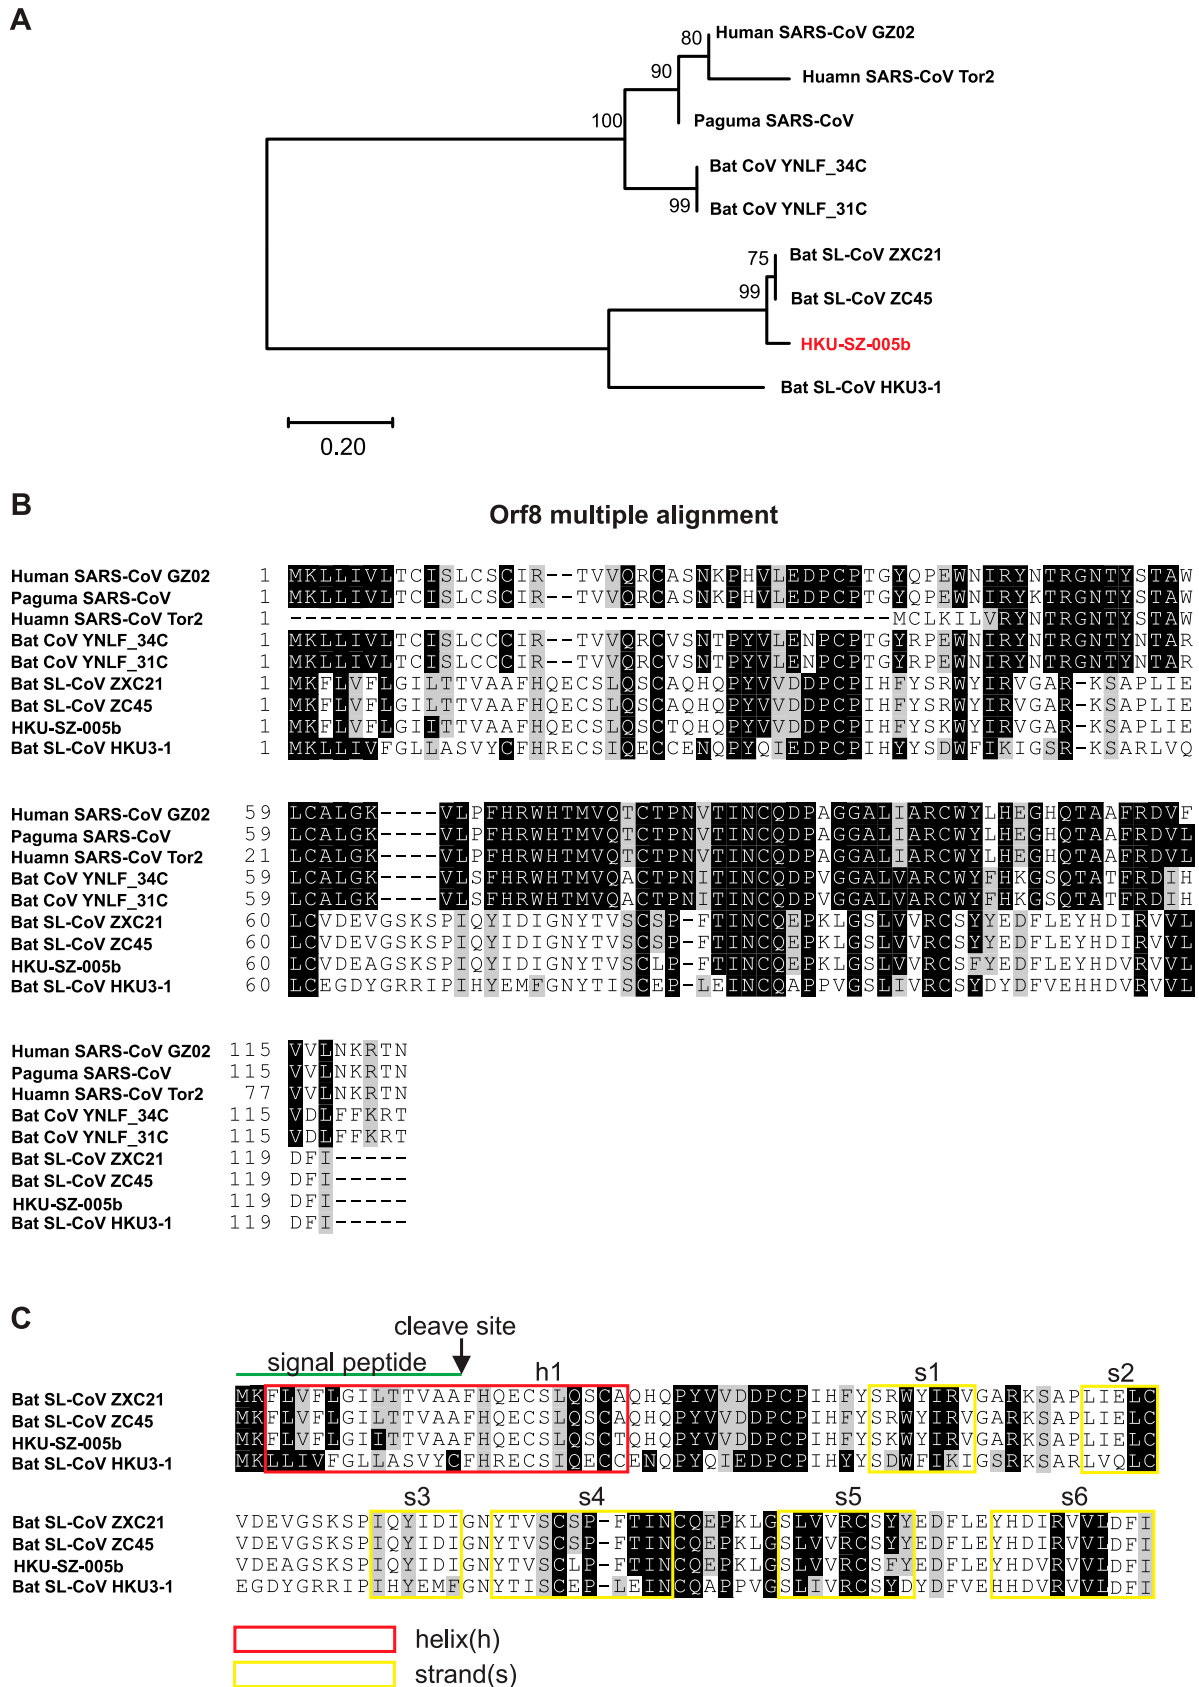 A
Human SARS-CoV GZ02
80
90
Huamn SARS-CoV Tor2
100
Paguma SARS-CoV
Bat CoV YNLF_34C
99
Bat CoV YNLF_31C
75
Bat SL-CoV ZXC21
99
Bat SL-CoV ZC45
HKU-SZ-005b
Bat SL-CoV HKU3-1
0.20
B
Orf8 multiple alignment
Human SARS-CoV GZ02 1 MKLLIVLTCISLCSCIR--TVVQRCASNKPHVLEDPCPTGYQPEWNIRYNTRGNTYSTAW
Paguma SARS-CoV 1 MKLLIVLTCISLCSCIR--TVVQRCASNKPHVLEDPCPTGYQPEWNIRYKTRGNTYSTAW
Huamn SARS-CoV Tor2 1 ----------------------------------------MCLKILVRYNTRGNTYSTAW
Bat CoV YNLF_34C 1 MKLLIVLTCISLCCCIR--TVVQRCVSNTPYVLENPCPTGYRPEWNIRYNTRGNTYNTAR
Bat CoV YNLF_31C 1 MKLLIVLTCISLCCCIR--TVVQRCVSNTPYVLENPCPTGYRPEWNIRYNTRGNTYNTAR
Bat SL-CoV ZXC21 1 MKFLVFLGILTTVAAFHQECSLQSCAQHQPYVVDDPCPIHFYSRWYIRVGAR-KSAPLIE
Bat SL-CoV ZC45 1 MKFLVFLGILTTVAAFHQECSLQSCAQHQPYVVDDPCPIHFYSRWYIRVGAR-KSAPLIE
HKU-SZ-005b 1 MKFLVFLGIITTVAAFHQECSLQSCTQHQPYVVDDPCPIHFYSKWYIRVGAR-KSAPLIE
Bat SL-CoV HKU3-1 1 MKLLIVFGLLASVYCFHRECSIQECCENQPYQIEDPCPIHYYSDWFIKIGSR-KSARLVQ
Human SARS-CoV GZ02 59 LCALGK----VLPFHRWHTMVQTCTPNVTINCQDPAGGALIARCWYLHEGHQTAAFRDVF
Paguma SARS-CoV 59 LCALGK----VLPFHRWHTMVQTCTPNVTINCQDPAGGALIARCWYLHEGHQTAAFRDVL
Huamn SARS-CoV Tor2 21 LCALGK----VLPFHRWHTMVQTCTPNVTINCQDPAGGALIARCWYLHEGHQTAAFRDVL
Bat CoV YNLF_34C 59 LCALGK----VLSFHRWHTMVQACTPNITINCQDPVGGALVARCWYFHKGSQTATFRDIH
Bat CoV YNLF_31C 59 LCALGK----VLSFHRWHTMVQACTPNITINCQDPVGGALVARCWYFHKGSQTATFRDIH
Bat SL-CoV ZXC21 60 LCVDEVGSKSPIQYIDIGNYTVSCSP-FTINCQEPKLGSLVVRCSYYEDFLEYHDIRVVL
Bat SL-CoV ZC45 60 LCVDEVGSKSPIQYIDIGNYTVSCSP-FTINCQEPKLGSLVVRCSYYEDFLEYHDIRVVL
HKU-SZ-005b 60 LCVDEAGSKSPIQYIDIGNYTVSCLP-FTINCQEPKLGSLVVRCSFYEDFLEYHDVRVVL
Bat SL-CoV HKU3-1 60 LCEGDYGRRIPIHYEMFGNYTISCEP-LEINCQAPPVGSLIVRCSYDYDFVEHHDVRVVL
Human SARS-CoV GZ02 115 VVLNKRTN
Paguma SARS-CoV 115 VVLNKRTN
Huamn SARS-CoV Tor2 77 VVLNKRTN
Bat CoV YNLF_34C 115 VDLFFKRT
Bat CoV YNLF_31C 115 VDLFFKRT
Bat SL-CoV ZXC21 119 DFI-----
Bat SL-CoV ZC45 119 DFI-----
HKU-SZ-005b 119 DFI-----
Bat SL-CoV HKU3-1 119 DFI-----
C
cleave site
signal peptide h1 s1 s2
Bat SL-CoV ZXC21 MKFLVFLGILTTVAAFHQECSLQSCAQHQPYVVDDPCPIHFYSRWYIRVGARKSAPLIELC
Bat SL-CoV ZC45 MKFLVFLGILTTVAAFHQECSLQSCAQHQPYVVDDPCPIHFYSRWYIRVGARKSAPLIELC
HKU-SZ-005b MKFLVFLGIITTVAAFHQECSLQSCTQHQPYVVDDPCPIHFYSKWYIRVGARKSAPLIELC
Bat SL-CoV HKU3-1 MKLLIVFGLLASVYCFHRECSIQECCENQPYQIEDPCPIHYYSDWFIKIGSRKSARLVQLC
s3 s4 s5 s6
Bat SL-CoV ZXC21 VDEVGSKSPIQYIDIGNYTVSCSP-FTINCQEPKLGSLVVRCSYYEDFLEYHDIRVVLDFI
Bat SL-CoV ZC45 VDEVGSKSPIQYIDIGNYTVSCSP-FTINCQEPKLGSLVVRCSYYEDFLEYHDIRVVLDFI
HKU-SZ-005b VDEAGSKSPIQYIDIGNYTVSCLP-FTINCQEPKLGSLVVRCSFYEDFLEYHDVRVVLDFI
Bat SL-CoV HKU3-1 EGDYGRRIPIHYEMFGNYTISCEP-LEINCQAPPVGSLIVRCSYDYDFVEHHDVRVVLDFI
helix(h)
strand(s)